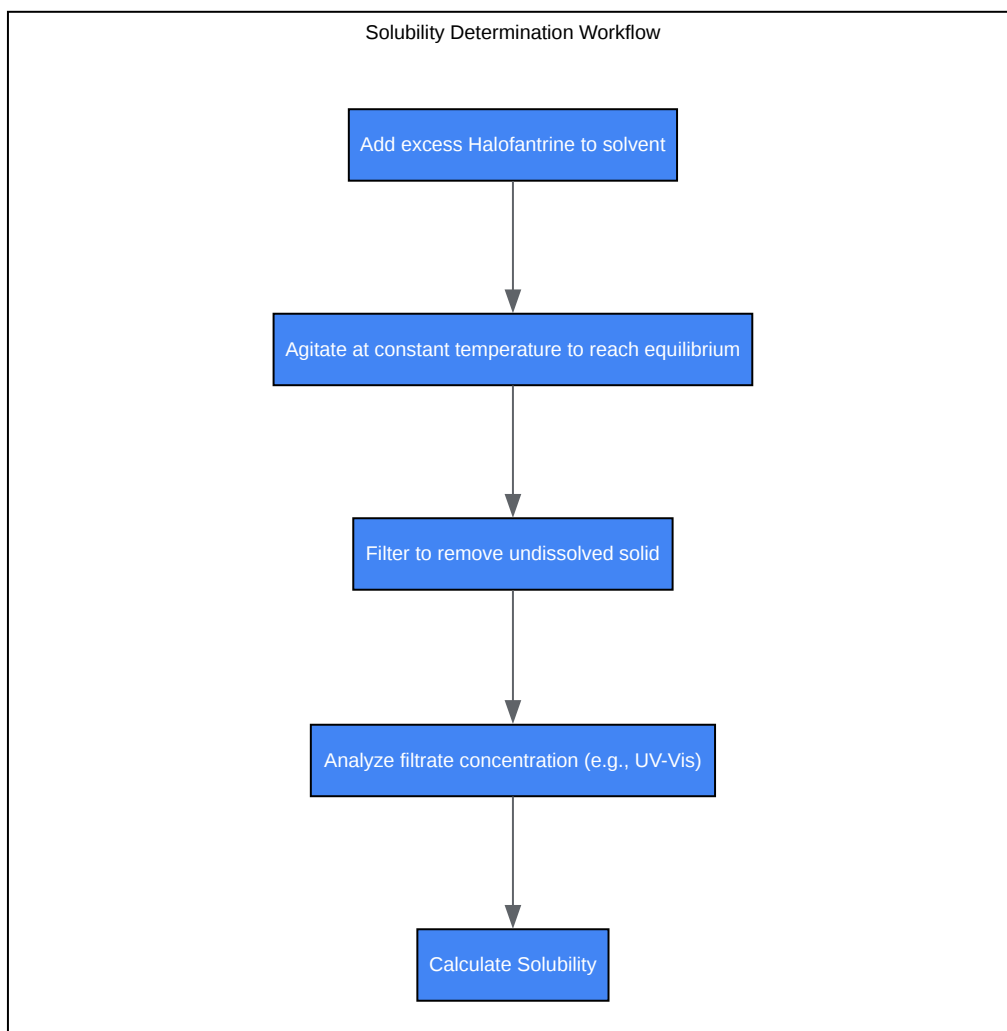 Solubility Determination Workflow
Add excess Halofantrine to solvent
Agitate at constant temperature to reach equilibrium
Filter to remove undissolved solid
Analyze filtrate concentration (e.g., UV-Vis)
Calculate Solubility